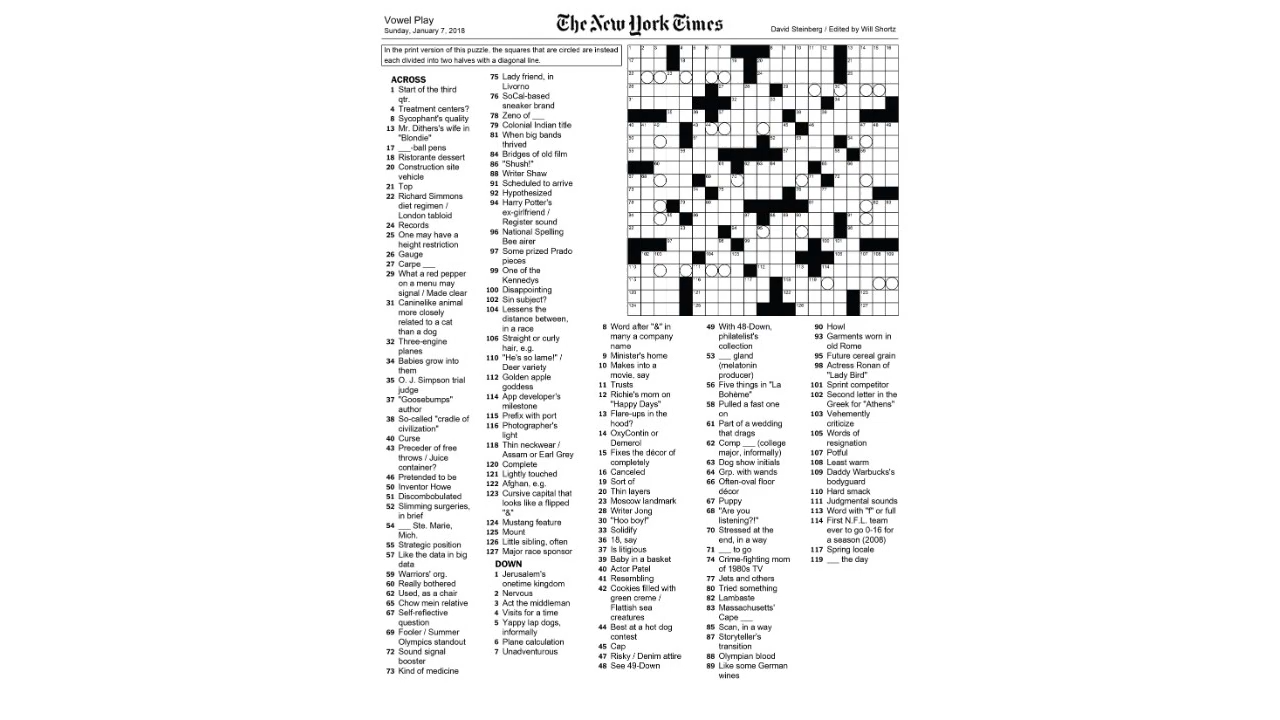 Vowel Play
Sunday, January 7, 2018
The New York Times
David Steinberg / Edited by Will Shortz
In the print version of this puzzle, the squares that are circled are instead
each divided into two halves with a diagonal line.
ACROSS
1 Start of the third
qtr.
4 Treatment centers?
8 Sycophant's quality
13 Mr. Dithers's wife in
"Blondie"
17 ___-ball pens
18 Ristorante dessert
20 Construction site
vehicle
21 Top
22 Richard Simmons
diet regimen /
London tabloid
24 Records
25 One may have a
height restriction
26 Gauge
27 Carpe ___
29 What a red pepper
on a menu may
signal / Made clear
31 Caninelike animal
more closely
related to a cat
than a dog
32 Three-engine
planes
34 Babies grow into
them
35 O. J. Simpson trial
judge
37 "Goosebumps"
author
38 So-called "cradle of
civilization"
40 Curse
43 Preceder of free
throws / Juice
container?
46 Pretended to be
50 Inventor Howe
51 Discombobulated
52 Slimming surgeries,
in brief
54 ___ Ste. Marie,
Mich.
55 Strategic position
57 Like the data in big
data
59 Warriors' org.
60 Really bothered
62 Used, as a chair
65 Chow mein relative
67 Self-reflective
question
69 Feeler / Summer
Olympics standout
72 Sound signal
booster
73 Kind of medicine
75 Lady friend, in
Livorno
76 SoCal-based
sneaker brand
78 Zeno of ___
79 Colonial Indian title
81 When big bands
thrived
84 Bridges of old film
86 "Shush!"
88 Writer Shaw
91 Scheduled to arrive
92 Hypothesized
94 Harry Potter's
ex-girlfriend /
Register sound
96 National Spelling
Bee airer
97 Some prized Prado
pieces
99 One of the
Kennedys
100 Disappointing
102 Sin subject?
104 Lessens the
distance between,
in a race
106 Straight or curly
hair, e.g.
110 "He's so lame!" /
Deer variety
112 Golden apple
goddess
114 App developer's
milestone
115 Prefix with port
116 Photographer's
light
118 Thin neckwear /
Assam or Earl Grey
120 Complete
121 Lightly touched
122 Afghan, e.g.
123 Cursive capital that
looks like a flipped
"&"
124 Mustang feature
125 Mount
126 Little sibling, often
127 Major race sponsor
DOWN
1 Jerusalem's
onetime kingdom
2 Nervous
3 Act the middleman
4 Visits for a time
5 Yappy lap dogs,
informally
6 Plane calculation
7 Unadventurous
8 Word after "&" in
many a company
name
9 Minister's home
10 Makes into a
movie, say
11 Trusts
12 Richie's mom on
"Happy Days"
13 Flare-ups in the
hood?
14 OxyContin or
Demerol
15 Fixes the décor of
completely
16 Canceled
19 Sort of
20 Thin layers
23 Moscow landmark
28 Writer Jong
30 "Hoo boy!"
33 Solidify
36 18, say
37 Is litigious
39 Baby in a basket
40 Actor Patel
41 Resembling
42 Cookies filled with
green creme /
Flattish sea
creatures
44 Best at a hot dog
contest
45 Cap
47 Risky / Denim attire
48 See 49-Down
49 With 48-Down,
philatelist's
collection
53 ___ gland
(melatonin
producer)
56 Five things in "La
Bohème"
58 Pulled a fast one
on
61 Part of a wedding
that drags
62 Comp ___ (college
major, informally)
63 Dog show initials
64 Grp. with wands
66 Often-oval floor
décor
67 Puppy
68 "Are you
listening?!"
70 Stressed at the
end, in a way
71 ___ to go
74 Crime-fighting mom
of 1980s TV
77 Jets and others
80 Tried something
82 Lambaste
83 Massachusetts'
Cape ___
85 Scan, in a way
87 Storyteller's
transition
88 Olympian blood
89 Like some German
wines
90 Howl
93 Garments worn in
old Rome
95 Future cereal grain
98 Actress Ronan of
"Lady Bird"
101 Sprint competitor
102 Second letter in the
Greek for "Athens"
103 Vehemently
criticize
105 Words of
resignation
107 Potful
108 Least warm
109 Daddy Warbucks's
bodyguard
110 Hard smack
111 Judgmental sounds
113 Word with "f" or full
114 First N.F.L. team
ever to go 0-16 for
a season (2008)
117 Spring locale
119 ___ the day